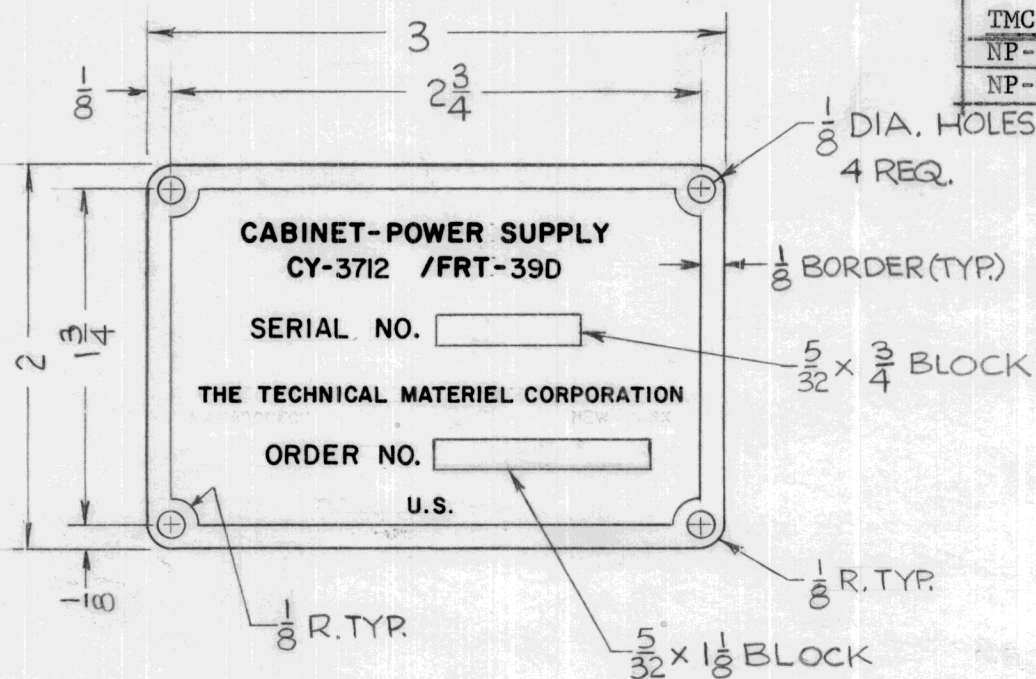 3
TMC
NP-
NP-
1/8
2 3/4
1/8 DIA. HOLES
4 REQ.
CABINET-POWER SUPPLY
CY-3712 /FRT-39D
1/8 BORDER (TYP.)
SERIAL NO.
2
1 3/4
5/32 x 3/4 BLOCK
THE TECHNICAL MATERIEL CORPORATION
ORDER NO.
U.S.
1/8
1/8 R. TYP.
1/8 R. TYP.
5/32 x 1 1/8 BLOCK